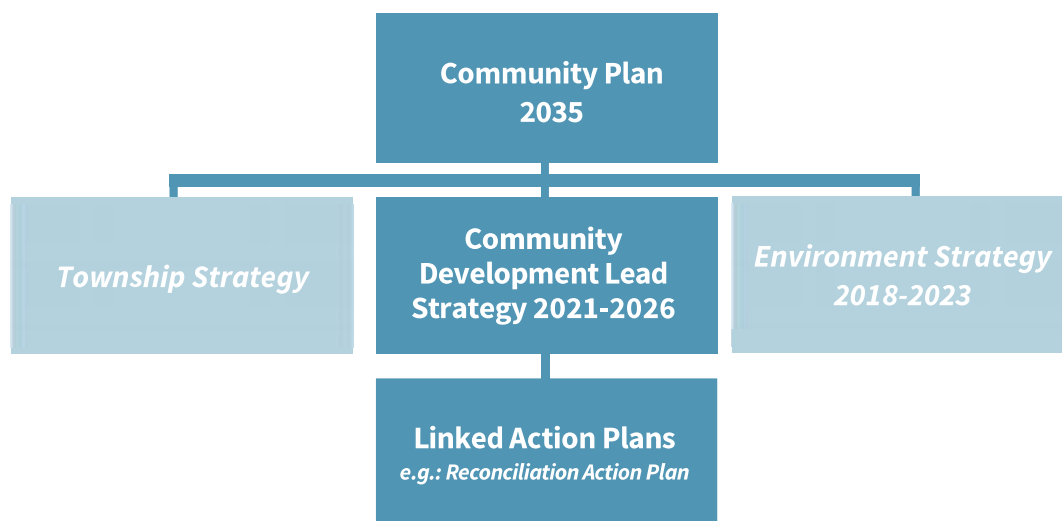 Community Plan
2035
Township Strategy
Community
Development Lead
Strategy 2021-2026
Environment Strategy
2018-2023
Linked Action Plans
e.g.: Reconciliation Action Plan